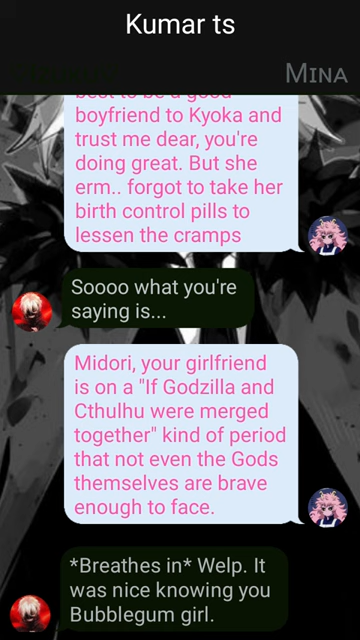 Kumar ts
MINA
best to be a good
boyfriend to Kyoka and
trust me dear, you're
doing great. But she
erm.. forgot to take her
birth control pills to
lessen the cramps
Soooo what you're
saying is...
Midori, your girlfriend
is on a "If Godzilla and
Cthulhu were merged
together" kind of period
that not even the Gods
themselves are brave
enough to face.
*Breathes in* Welp. It
was nice knowing you
Bubblegum girl.